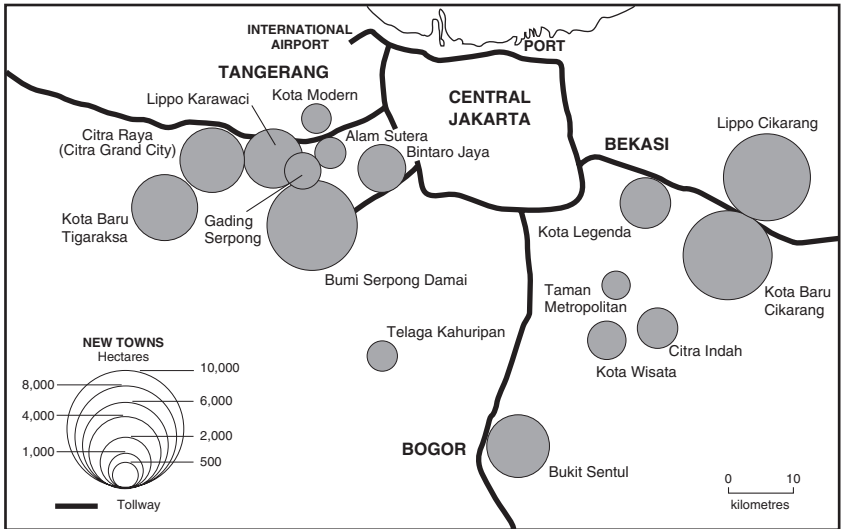 INTERNATIONAL
AIRPORT
PORT
TANGERANG
Lippo Karawaci
Kota Modern
CENTRAL
JAKARTA
Citra Raya
(Citra Grand City)
Alam Sutera
Bintaro Jaya
BEKASI
Lippo Cikarang
Kota Baru
Tigaraksa
Gading
Serpong
Kota Legenda
Bumi Serpong Damai
Taman
Metropolitan
Kota Baru
Cikarang
Telaga Kahuripan
Citra Indah
Kota Wisata
NEW TOWNS
Hectares
10,000
8,000
6,000
4,000
2,000
1,000
500
Tollway
BOGOR
Bukit Sentul
0 10
kilometres